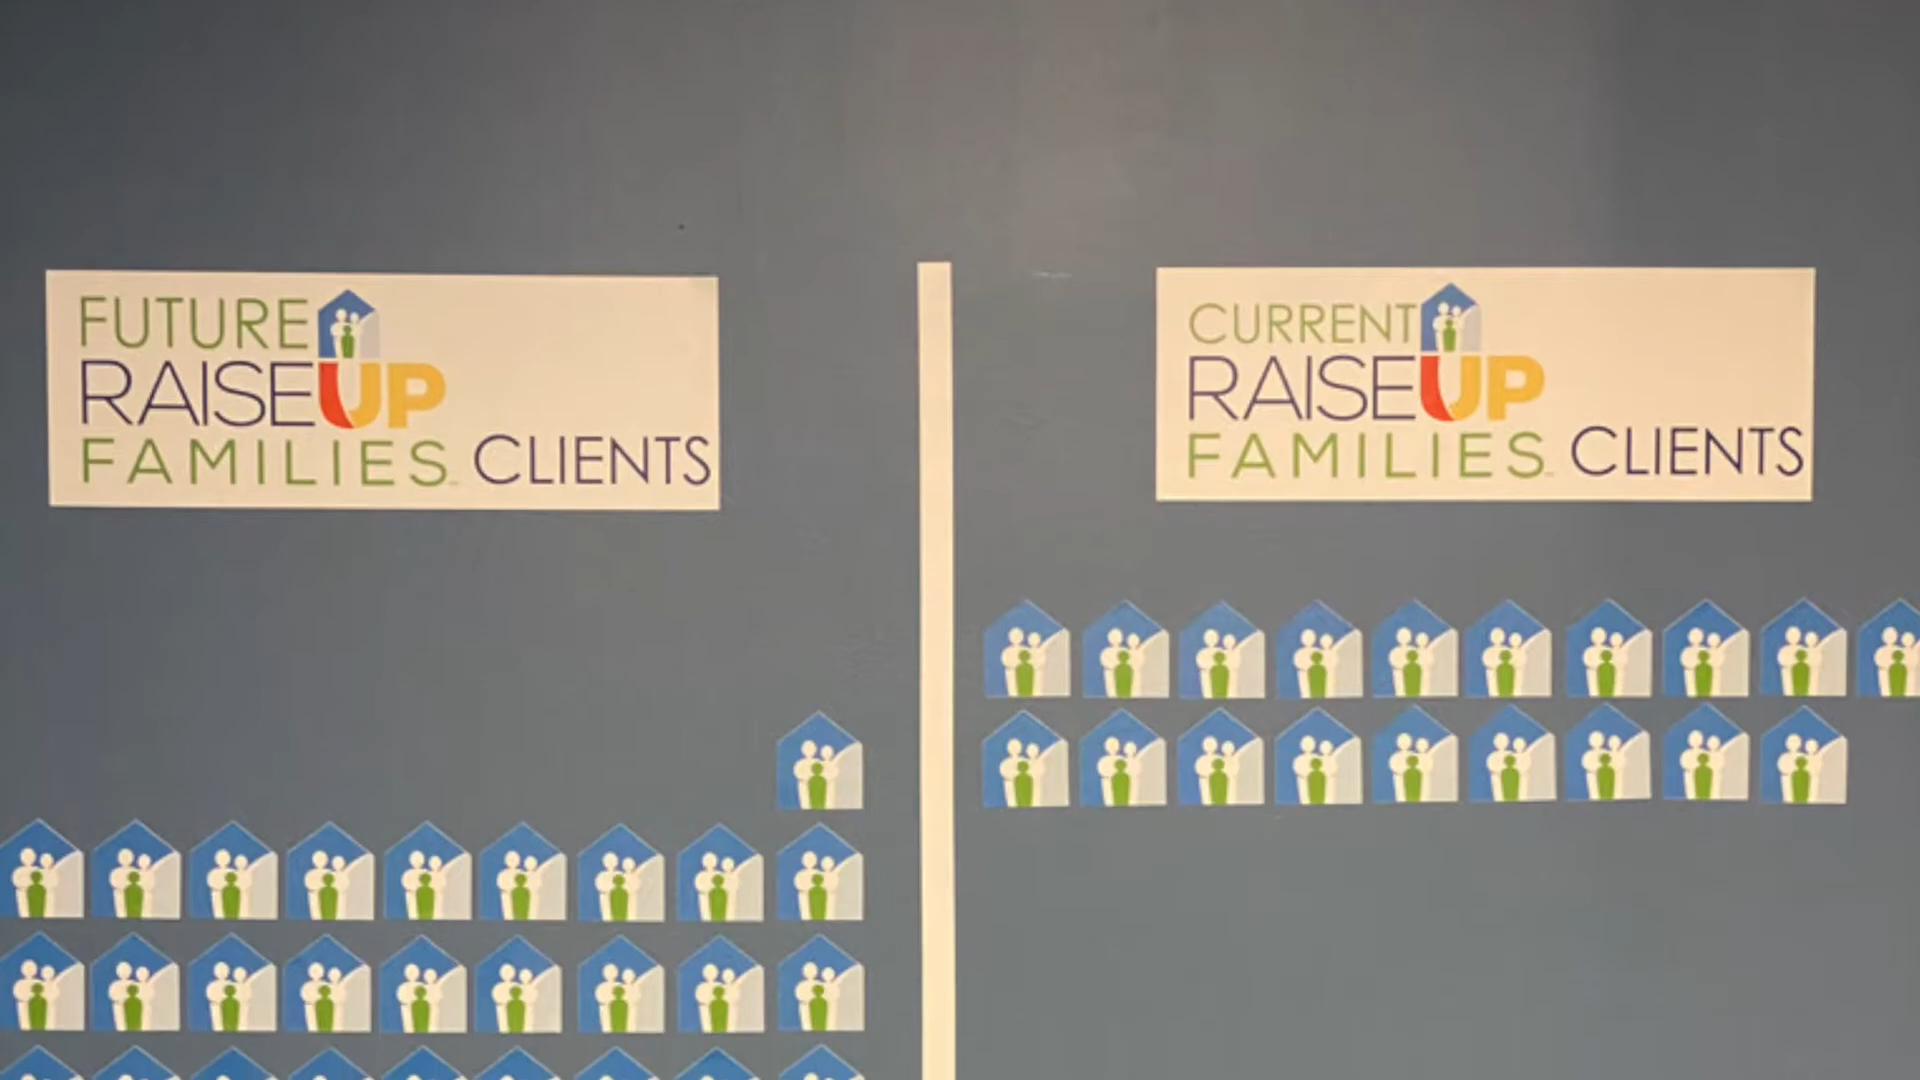 FUTURE
RAISEUP
FAMILIES CLIENTS
CURRENT
RAISEUP
FAMILIES CLIENTS